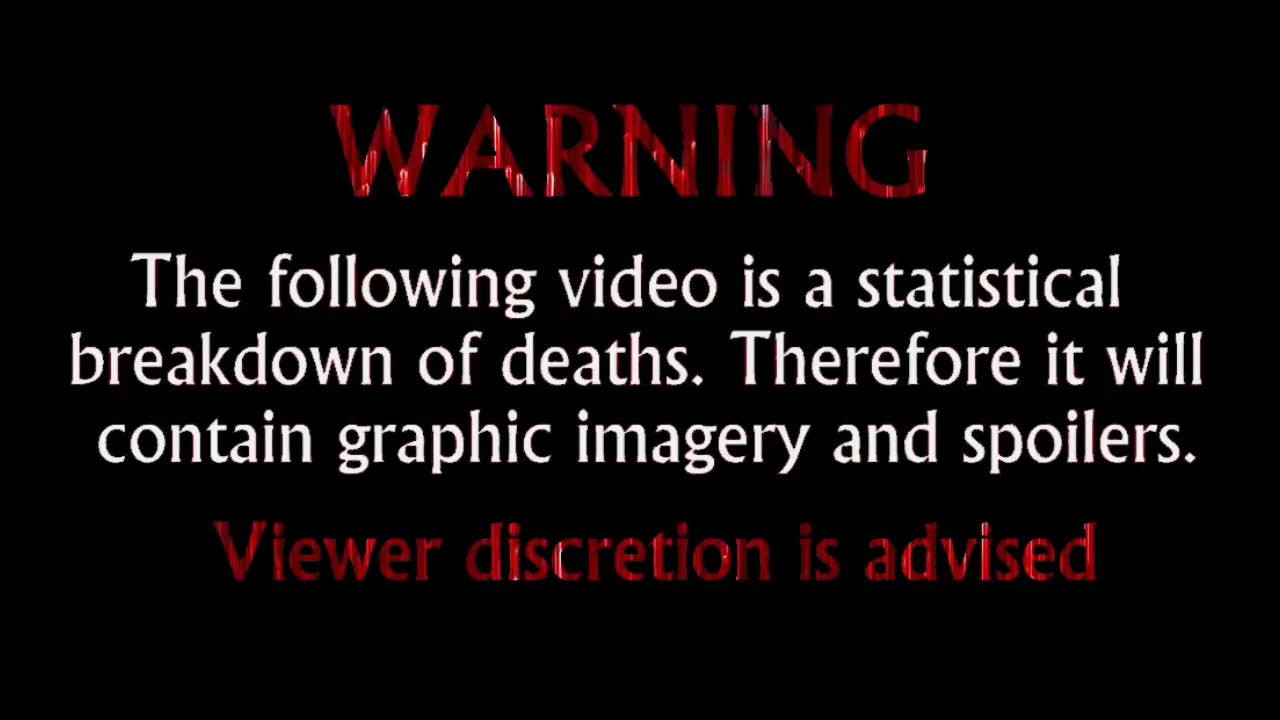 WARNING
The following video is a statistical
breakdown of deaths. Therefore it will
contain graphic imagery and spoilers.
Viewer discretion is advised